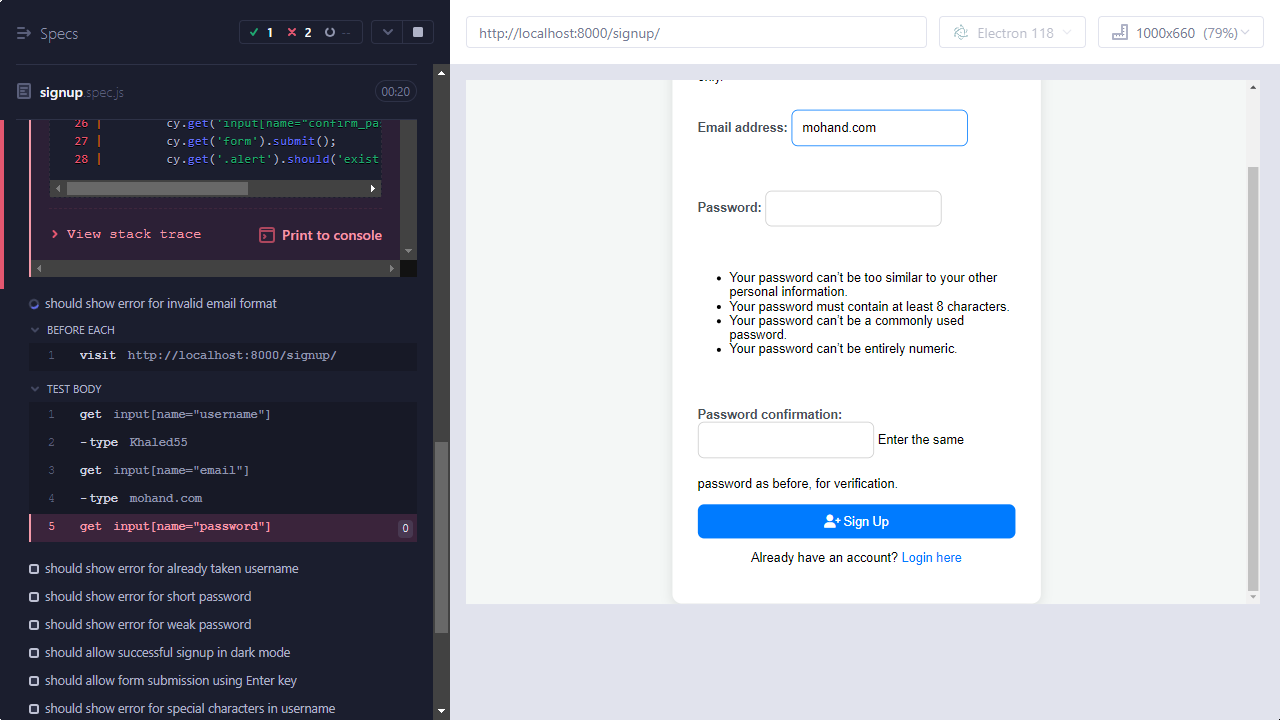 Specs
1
2
--
http://localhost:8000/signup/
Electron 118
1000x660 (79%)
signup.spec.js
00:20
26 | cy.get('input[name="confirm_pa
27 | cy.get('form').submit();
28 | cy.get('.alert').should('exist
View stack trace
Print to console
should show error for invalid email format
BEFORE EACH
1 visit http://localhost:8000/signup/
TEST BODY
1 get input[name="username"]
2 -type Khaled55
3 get input[name="email"]
4 -type mohand.com
5 get input[name="password"] 0
should show error for already taken username
should show error for short password
should show error for weak password
should allow successful signup in dark mode
should allow form submission using Enter key
should show error for special characters in username
only.
Email address: mohand.com
Password:
• Your password can't be too similar to your other
personal information.
• Your password must contain at least 8 characters.
• Your password can't be a commonly used
password.
• Your password can't be entirely numeric.
Password confirmation:
Enter the same
password as before, for verification.
Sign Up
Already have an account? Login here